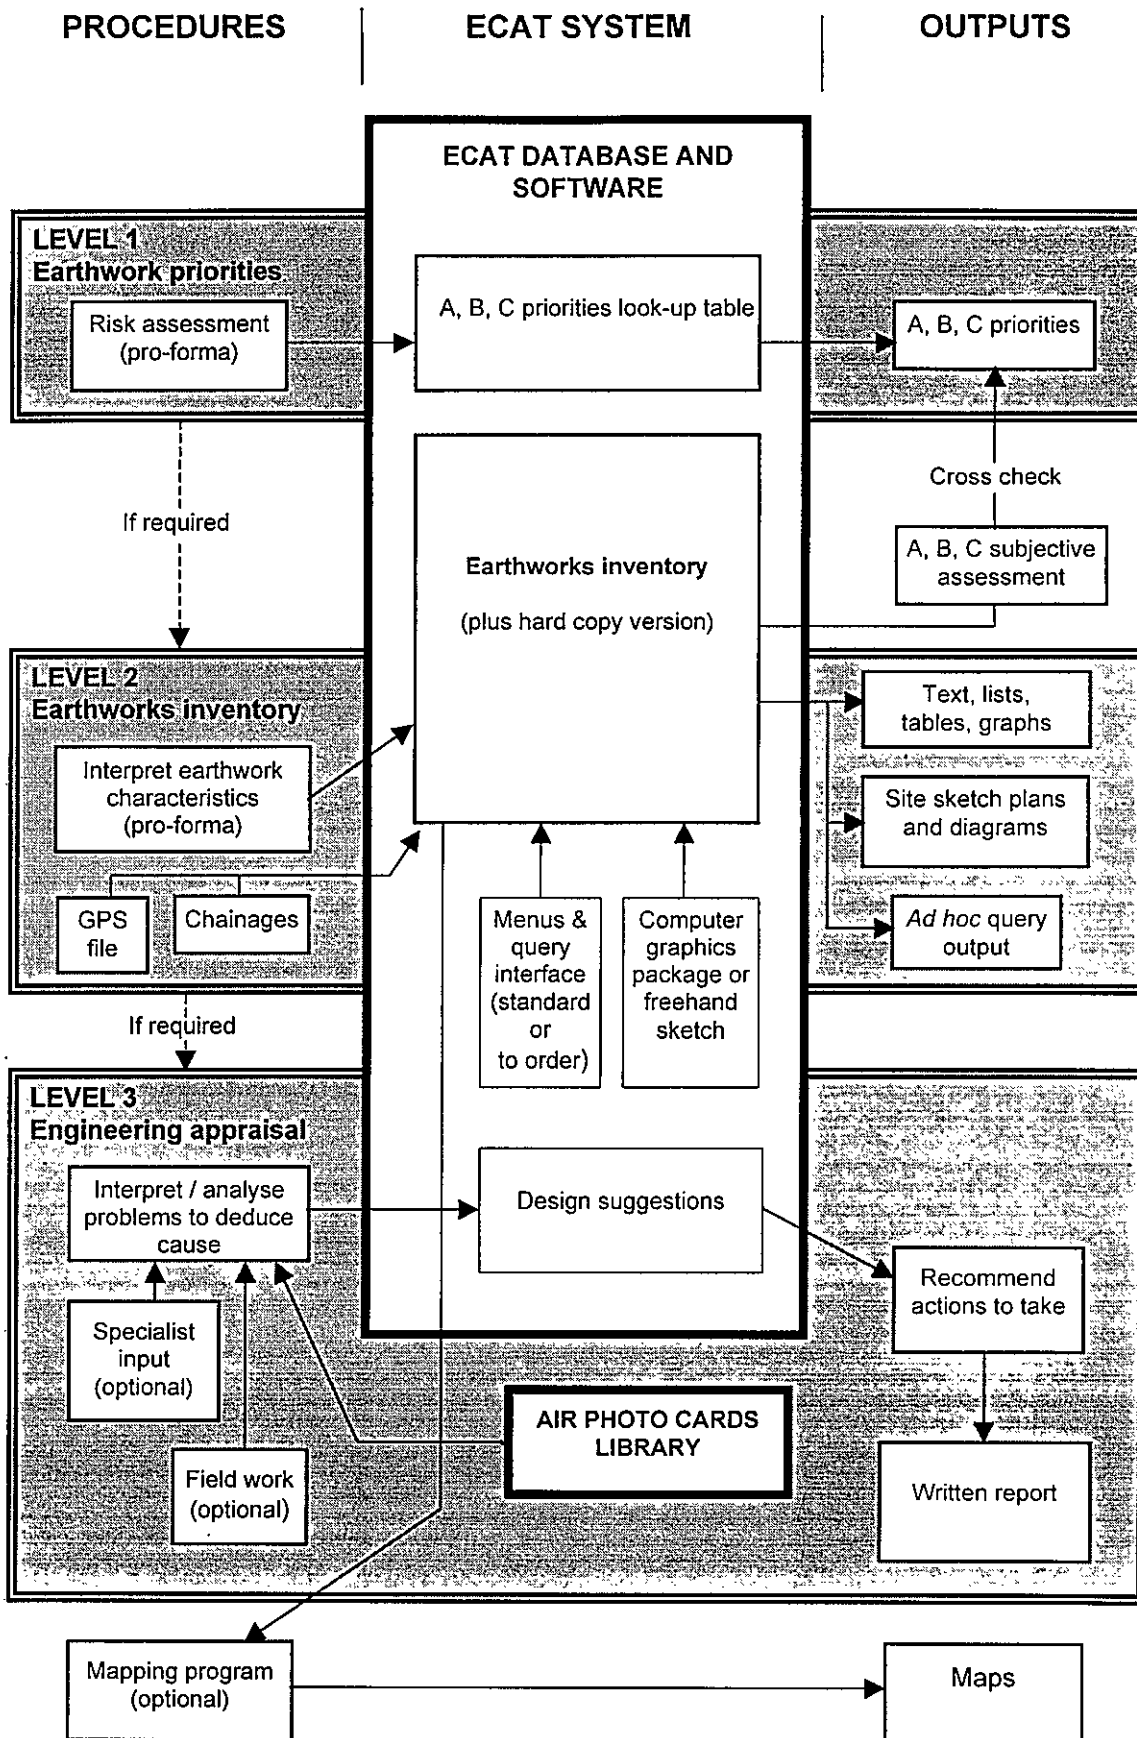 PROCEDURES
ECAT SYSTEM
OUTPUTS
ECAT DATABASE AND
SOFTWARE
LEVEL 1
Earthwork priorities
Risk assessment
(pro-forma)
A, B, C priorities look-up table
A, B, C priorities
If required
Cross check
A, B, C subjective
assessment
Earthworks inventory
(plus hard copy version)
LEVEL 2
Earthworks inventory
Interpret earthwork
characteristics
(pro-forma)
GPS
file
Chainages
Menus &
query
interface
(standard
or
to order)
Computer
graphics
package or
freehand
sketch
Text, lists,
tables, graphs
Site sketch plans
and diagrams
Ad hoc query
output
If required
LEVEL 3
Engineering appraisal
Interpret / analyse
problems to deduce
cause
Design suggestions
Recommend
actions to take
Specialist
input
(optional)
Field work
(optional)
AIR PHOTO CARDS
LIBRARY
Written report
Mapping program
(optional)
Maps